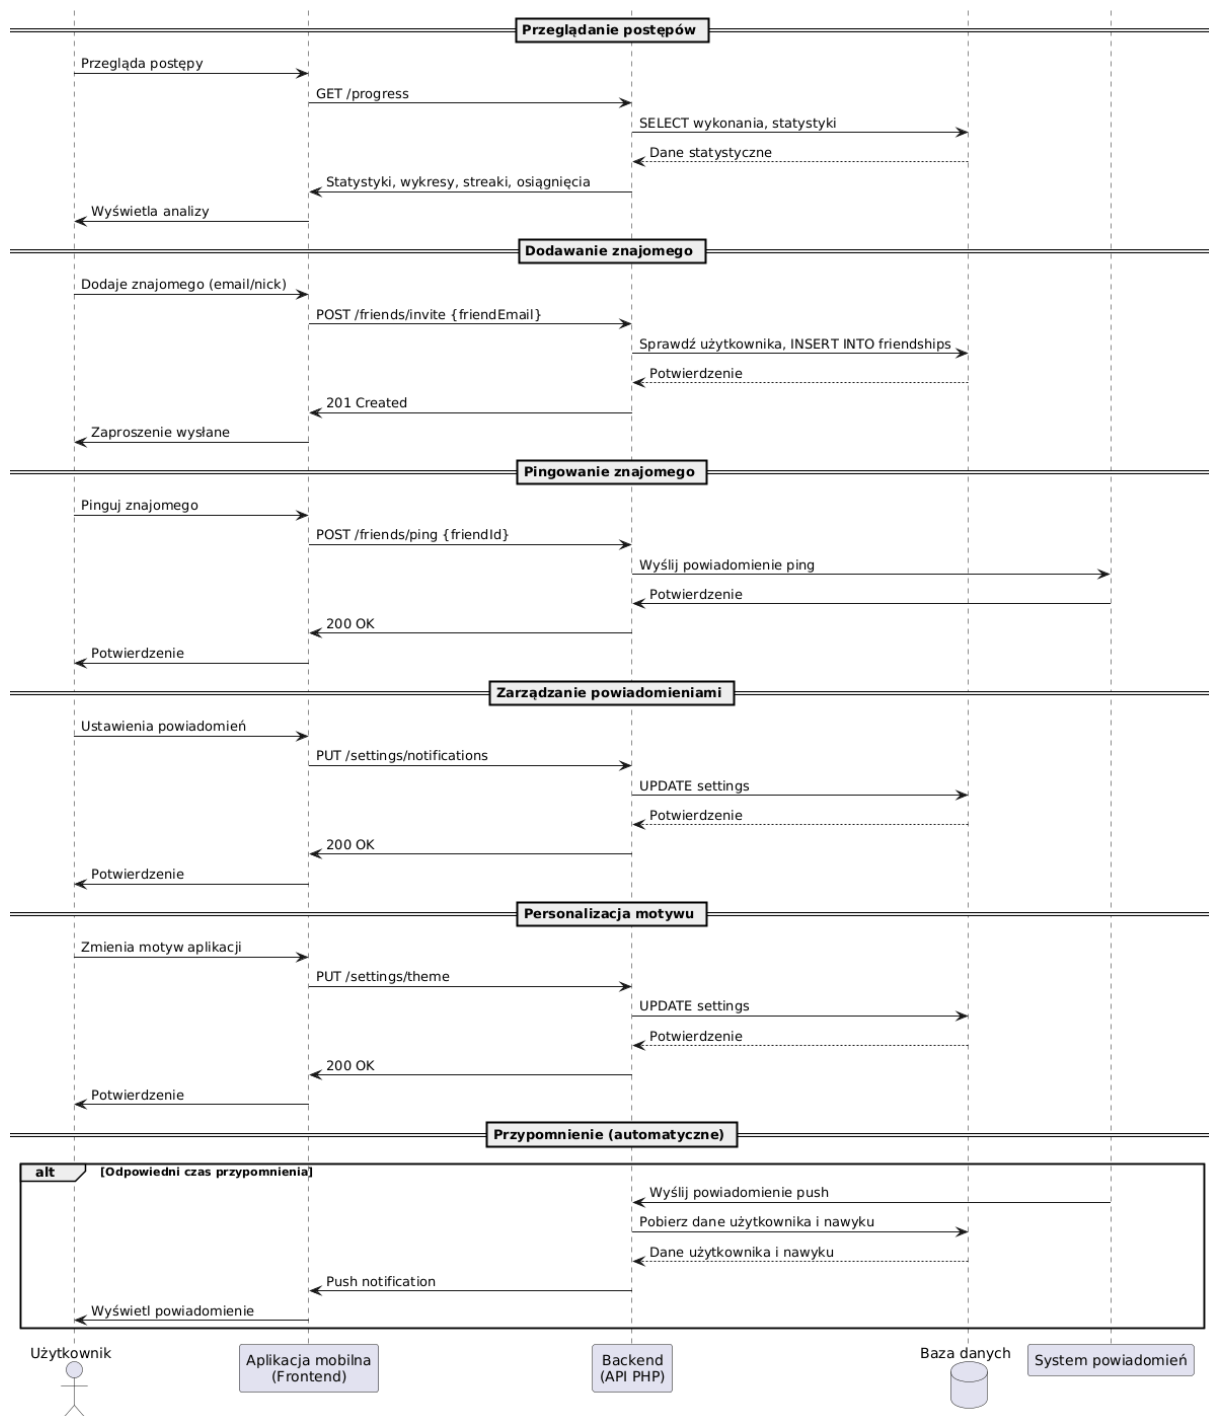 Przeglądanie postępów
Przegląda postępy
GET /progress
SELECT wykonania, statystyki
Dane statystyczne
Statystyki, wykresy, streaki, osiągnięcia
Wyświetla analizy
Dodawanie znajomego
Dodaje znajomego (email/nick)
POST /friends/invite {friendEmail}
Sprawdź użytkownika, INSERT INTO friendships
Potwierdzenie
201 Created
Zaproszenie wysłane
Pingowanie znajomego
Pinguj znajomego
POST /friends/ping {friendId}
Wyślij powiadomienie ping
Potwierdzenie
200 OK
Potwierdzenie
Zarządzanie powiadomieniami
Ustawienia powiadomień
PUT /settings/notifications
UPDATE settings
Potwierdzenie
200 OK
Potwierdzenie
Personalizacja motywu
Zmienia motyw aplikacji
PUT /settings/theme
UPDATE settings
Potwierdzenie
200 OK
Potwierdzenie
Przypomnienie (automatyczne)
alt [Odpowiedni czas przypomnienia]
Wyślij powiadomienie push
Pobierz dane użytkownika i nawyku
Dane użytkownika i nawyku
Push notification
Wyświetl powiadomienie
Użytkownik
Aplikacja mobilna
(Frontend)
Backend
(API PHP)
Baza danych
System powiadomień